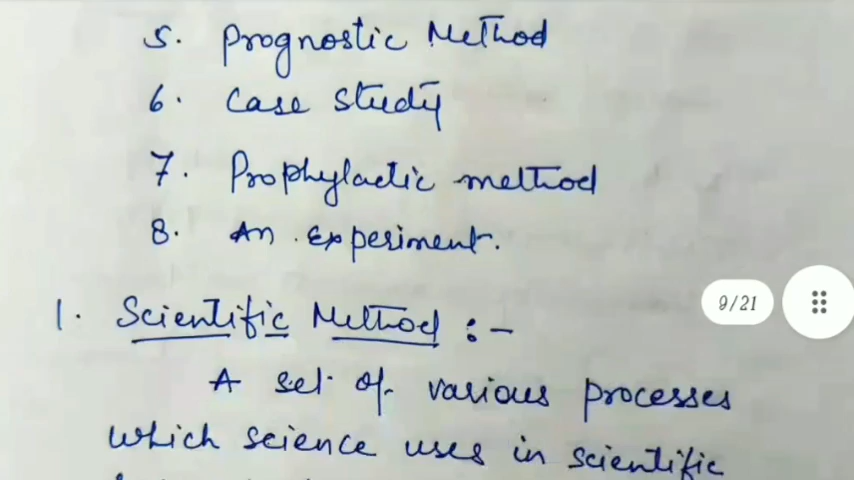 5. Prognostic Method
6. Case study
7. Prophylactic method
8. An Experiment.
9/21
1. Scientific Method :-
A set of various processes
which science uses in scientific